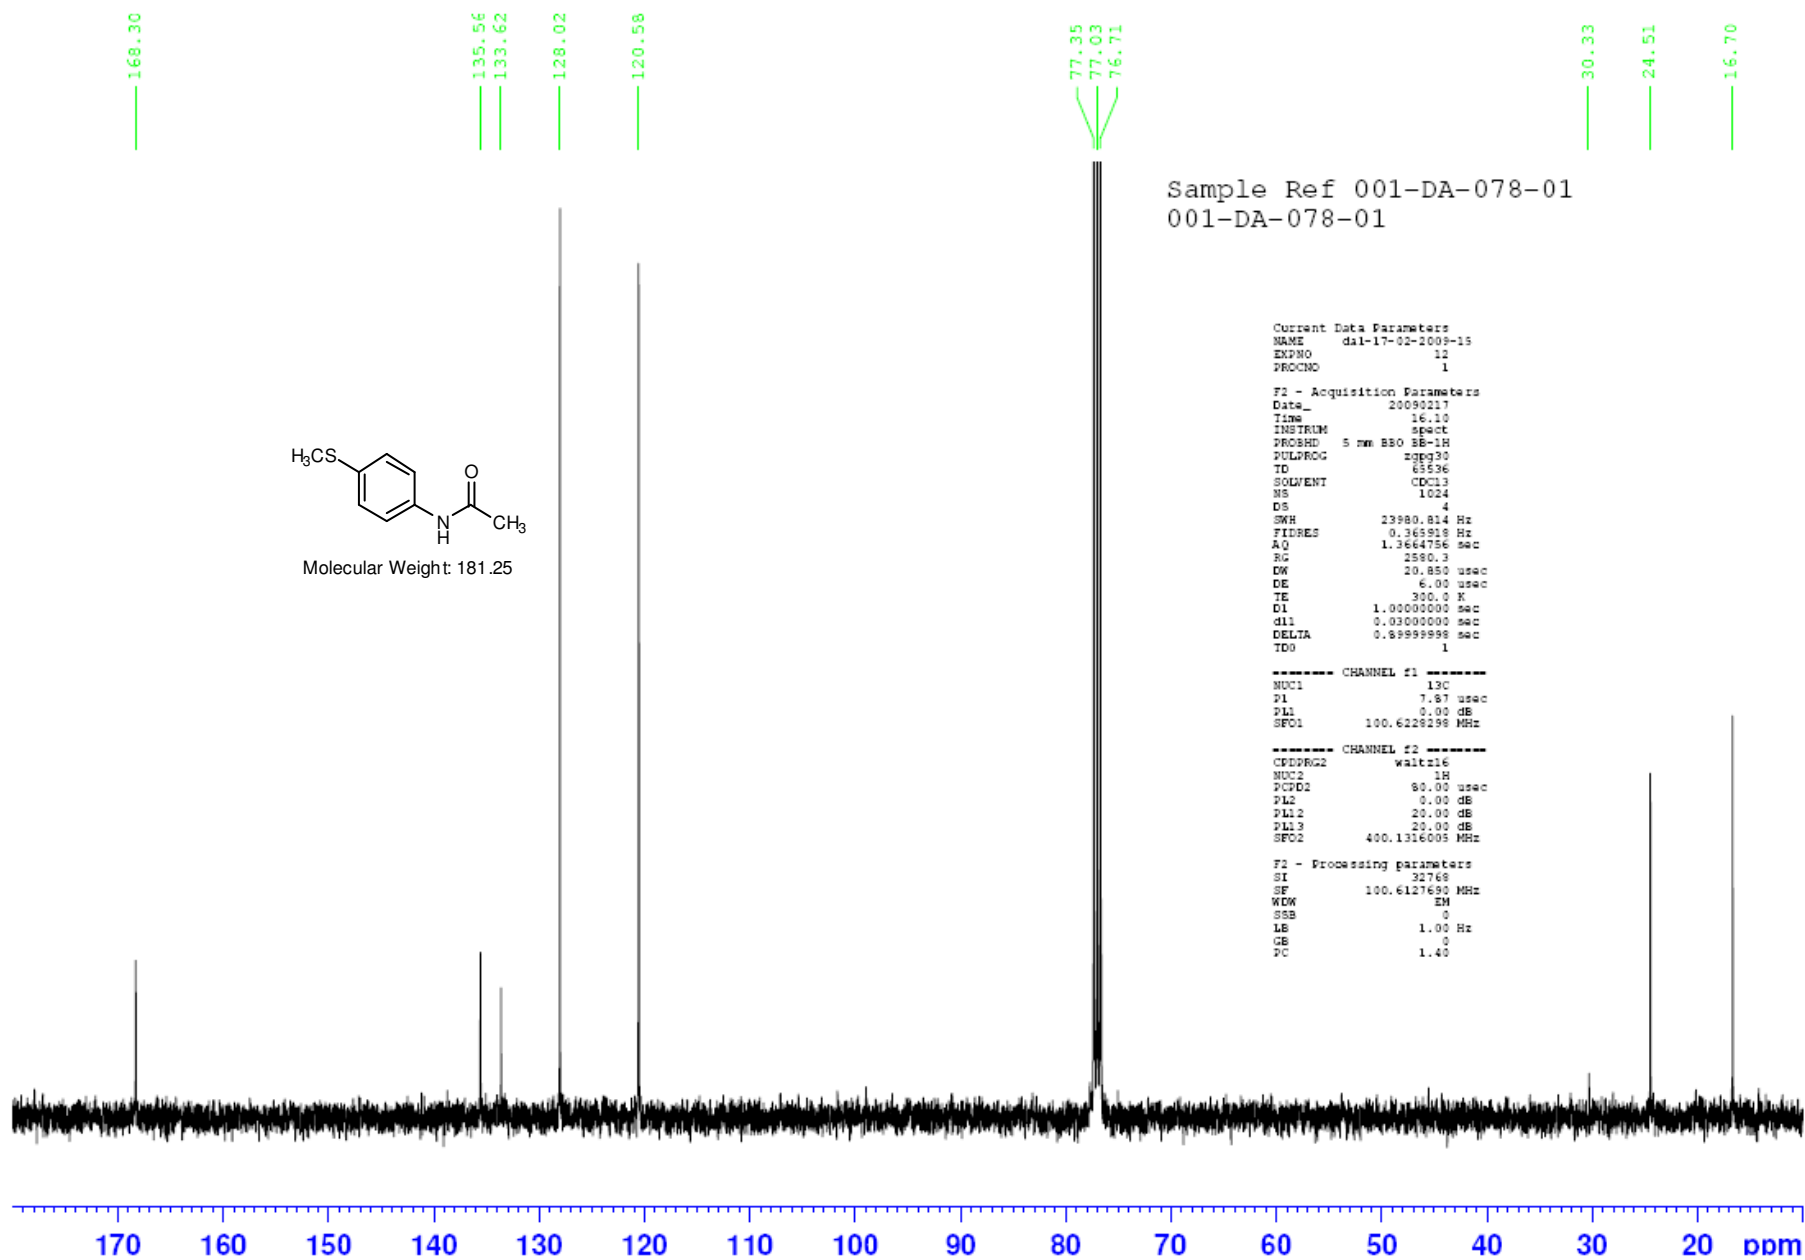 168.30
135.56
133.62
128.02
120.58
77.35
77.03
76.71
30.33
24.51
16.70
Sample Ref 001-DA-078-01
001-DA-078-01
Current Data Parameters
NAME da1-17-02-2009-15
EXPNO 12
PROCNO 1
F2 - Acquisition Parameters
Date_ 20090217
Time 16.10
INSTRUM spect
PROBHD 5 mm BBO BB-1H
PULPROG zgpg30
TD 65536
SOLVENT CDCl3
NS 1024
DS 4
SWH 23980.814 Hz
FIDRES 0.365918 Hz
AQ 1.3664756 sec
RG 2580.3
DW 20.850 usec
DE 6.00 usec
TE 300.0 K
D1 1.00000000 sec
d11 0.03000000 sec
DELTA 0.89999998 sec
TD0 1
======== CHANNEL f1 ========
NUC1 13C
P1 7.87 usec
PL1 0.00 dB
SFO1 100.6228298 MHz
======== CHANNEL f2 ========
CPDPRG2 waltz16
NUC2 1H
PCPD2 80.00 usec
PL2 0.00 dB
PL12 20.00 dB
PL13 20.00 dB
SFO2 400.1316005 MHz
F2 - Processing parameters
SI 32768
SF 100.6127690 MHz
WDW EM
SSB 0
LB 1.00 Hz
GB 0
PC 1.40
H3CS
O
N
H
CH3
Molecular Weight: 181.25
170 160 150 140 130 120 110 100 90 80 70 60 50 40 30 20 ppm